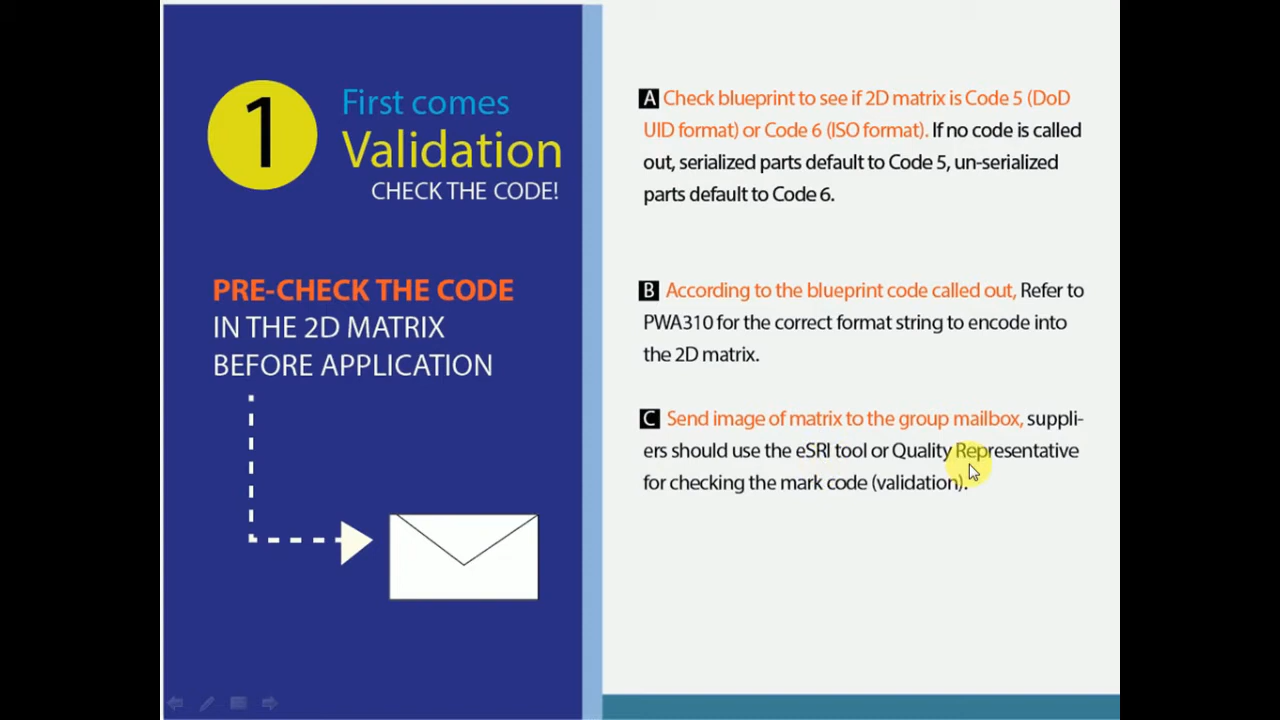 1
First comes
Validation
CHECK THE CODE!
PRE-CHECK THE CODE
IN THE 2D MATRIX
BEFORE APPLICATION
A Check blueprint to see if 2D matrix is Code 5 (DoD
UID format) or Code 6 (ISO format). If no code is called
out, serialized parts default to Code 5, un-serialized
parts default to Code 6.
B According to the blueprint code called out, Refer to
PWA310 for the correct format string to encode into
the 2D matrix.
C Send image of matrix to the group mailbox, suppli-
ers should use the eSRI tool or Quality Representative
for checking the mark code (validation).